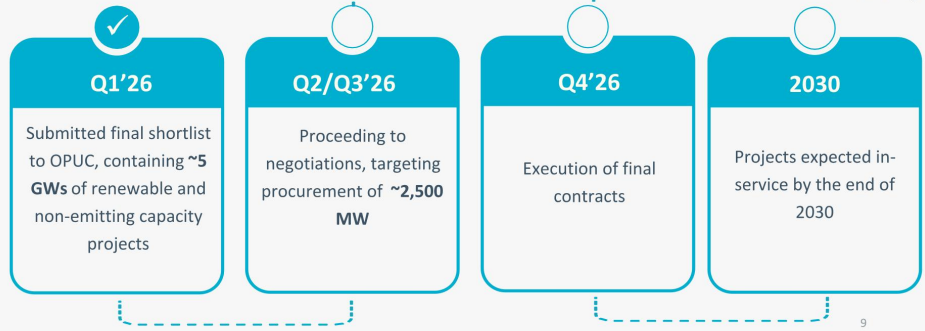 Q1’26
Submitted final shortlist
to OPUC, containing ~5
GWs of renewable and
non-emitting capacity
projects
Q2/Q3’26
Proceeding to
negotiations, targeting
procurement of ~2,500
MW
Q4’26
Execution of final
contracts
2030
Projects expected in-
service by the end of
2030
9